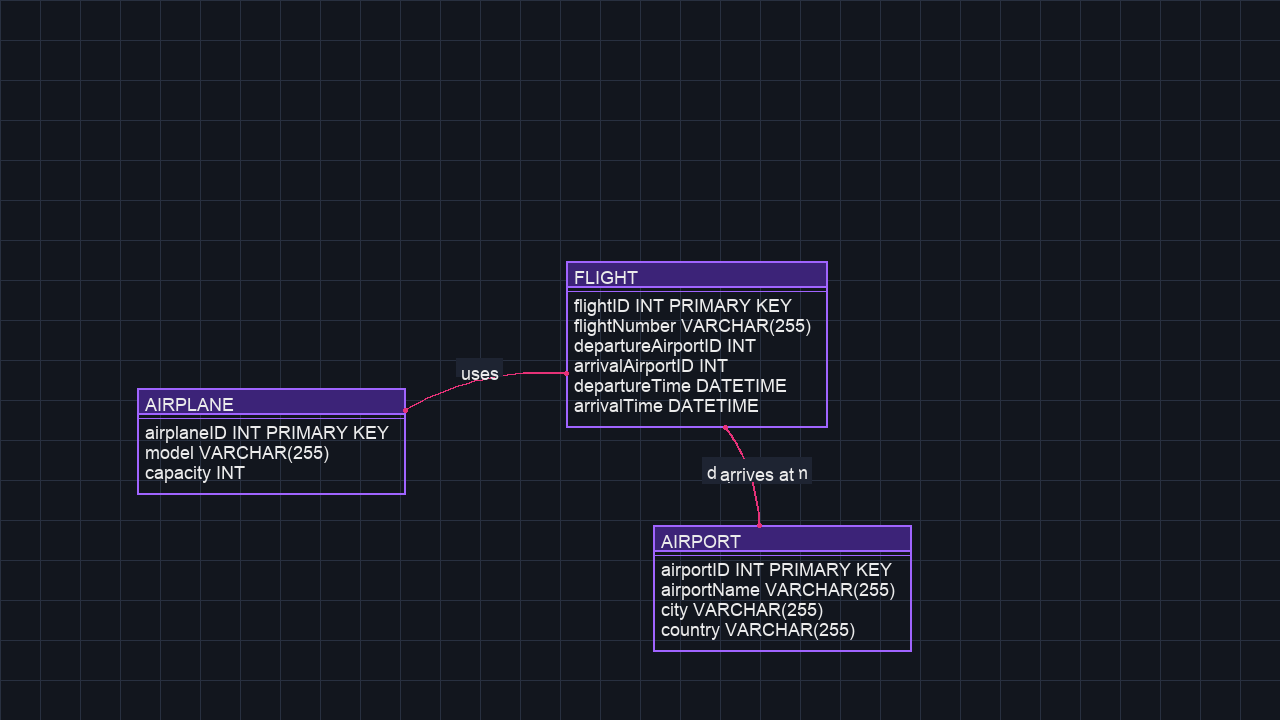 FLIGHT
flightID INT PRIMARY KEY
flightNumber VARCHAR(255)
departureAirportID INT
arrivalAirportID INT
departureTime DATETIME
arrivalTime DATETIME
uses
AIRPLANE
airplaneID INT PRIMARY KEY
model VARCHAR(255)
capacity INT
arrives at
AIRPORT
airportID INT PRIMARY KEY
airportName VARCHAR(255)
city VARCHAR(255)
country VARCHAR(255)